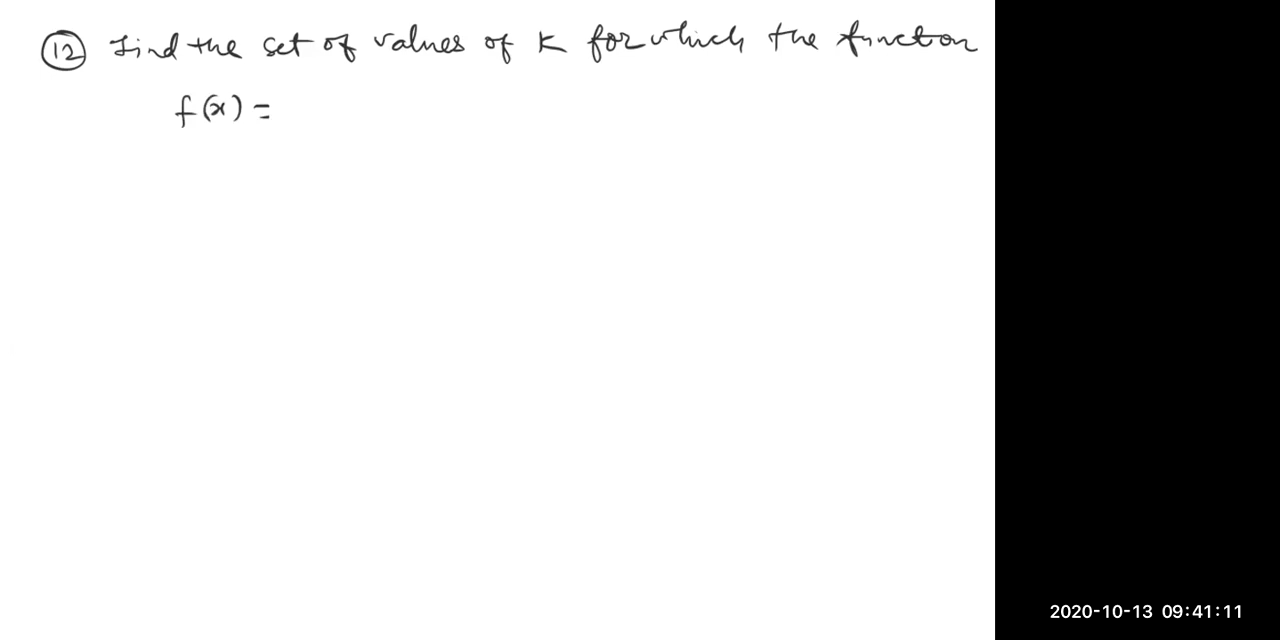 12 Find the set of values of K for which the function
f(x) =
2020-10-13 09:41:11